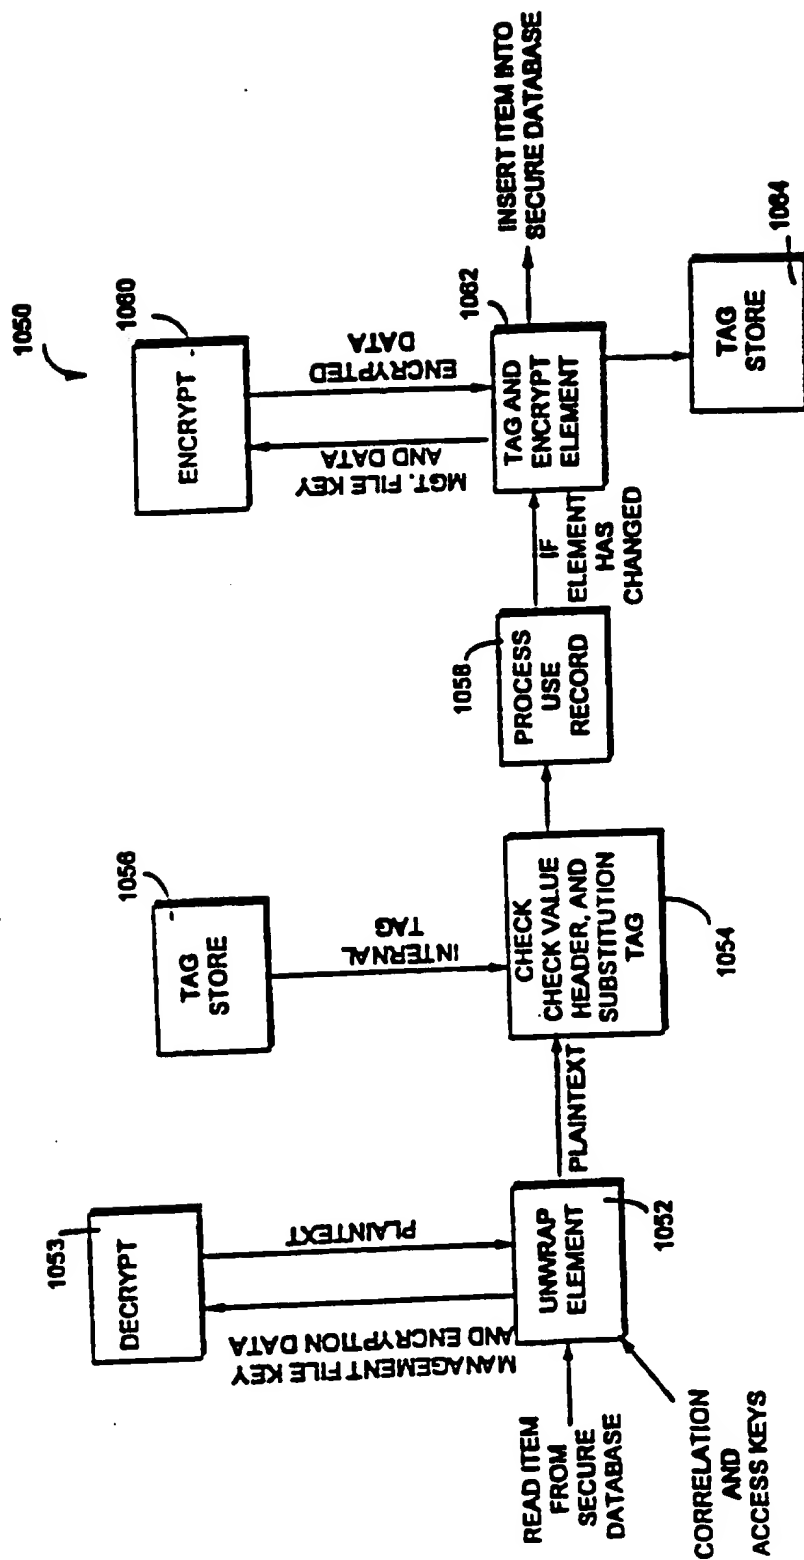 1050
1053
DECRYPT
MANAGEMENT FILE KEY
AND ENCRYPTION DATA
PLAINTEXT
READ ITEM
FROM
SECURE
DATABASE
UNWRAP
ELEMENT
1052
CORRELATION
AND
ACCESS KEYS
PLAINTEXT
1056
TAG
STORE
INTERNAL
TAG
CHECK
CHECK VALUE
HEADER, AND
SUBSTITUTION
TAG
1054
1058
PROCESS
USE
RECORD
IF
ELEMENT
HAS
CHANGED
1060
ENCRYPT
MGT. FILE KEY
AND DATA
ENCRYPTED
DATA
1062
TAG AND
ENCRYPT
ELEMENT
INSERT ITEM INTO
SECURE DATABASE
TAG
STORE
1064